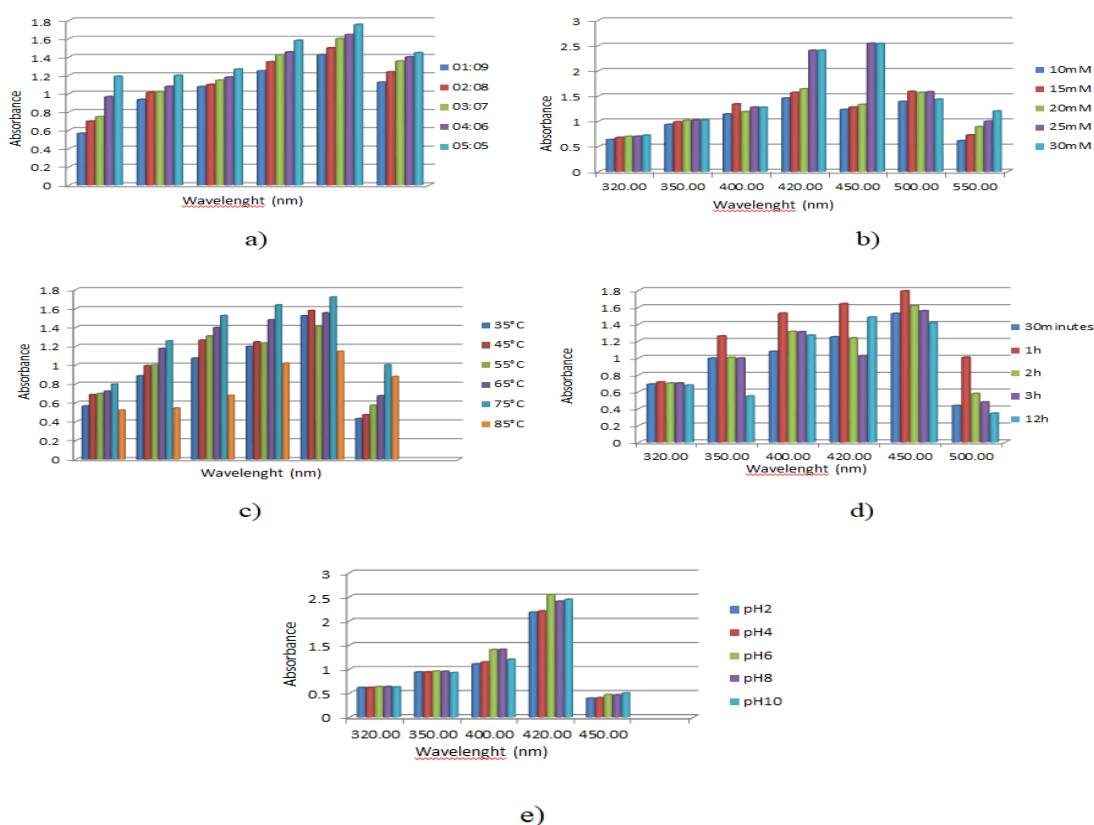 1.8
1.6
1.4
1.2
1
0.8
0.6
0.4
0.2
0
Absorbance
Wavelenght (nm)
01:09
02:08
03:07
04:06
05:05
a)
3
2.5
2
1.5
1
0.5
0
Absorbance
320.00 350.00 400.00 420.00 450.00 500.00 550.00
Wavelenght (nm)
10mM
15mM
20mM
25mM
30mM
b)
1.8
1.6
1.4
1.2
1
0.8
0.6
0.4
0.2
0
Absorbance
Wavelenght (nm)
35°C
45°C
55°C
65°C
75°C
85°C
c)
1.8
1.6
1.4
1.2
1
0.8
0.6
0.4
0.2
0
Absorbance
320.00 350.00 400.00 420.00 450.00 500.00
Wavelenght (nm)
30minutes
1h
2h
3h
12h
d)
3
2.5
2
1.5
1
0.5
0
Absorbance
320.00 350.00 400.00 420.00 450.00
Wavelenght (nm)
pH2
pH4
pH6
pH8
pH10
e)